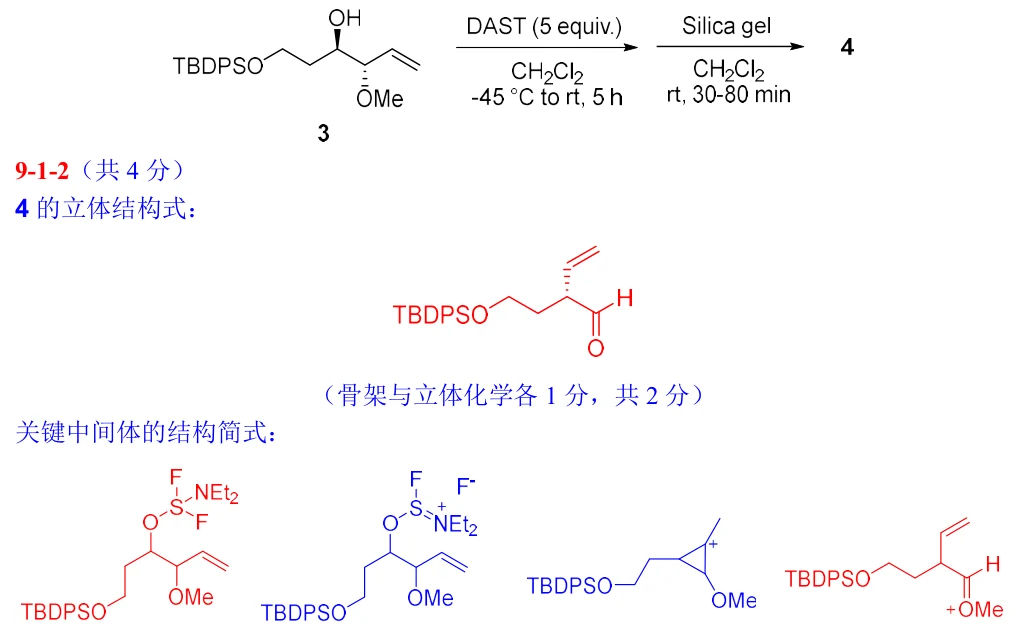 OH
TBDPSO
OMe
3
DAST (5 equiv.)
CH2Cl2
-45 °C to rt, 5 h
Silica gel
CH2Cl2
rt, 30-80 min
4
9-1-2（共 4 分）
4 的立体结构式：
TBDPSO
H
O
（骨架与立体化学各 1 分，共 2 分）
关键中间体的结构简式：
F
S
NEt2
F
O
OMe
TBDPSO
F
F-
S
+
NEt2
O
OMe
TBDPSO
+
TBDPSO
OMe
TBDPSO
H
+
OMe